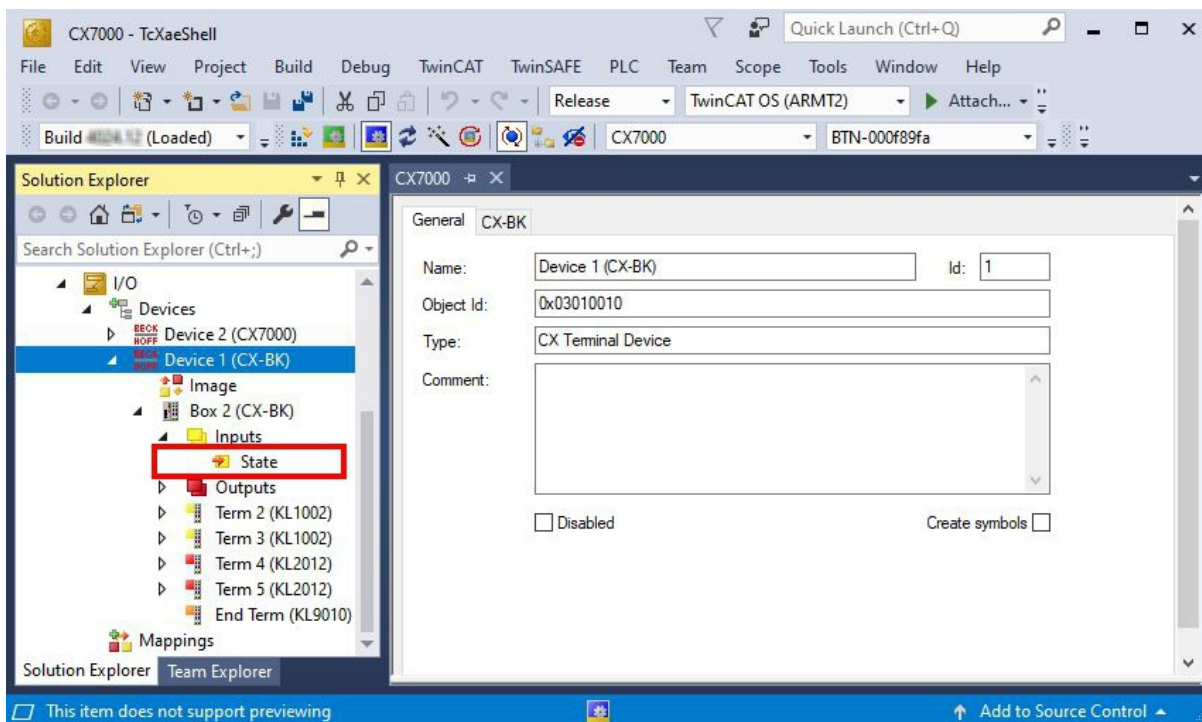 CX7000 - TcXaeShell
Quick Launch (Ctrl+Q)
File Edit View Project Build Debug TwinCAT TwinSAFE PLC Team Scope Tools Window Help
Release TwinCAT OS (ARMT2) Attach...
Build (Loaded) CX7000 BTN-000f89fa
Solution Explorer
Search Solution Explorer (Ctrl+;)
I/O
Devices
BECKHOFF Device 2 (CX7000)
BECKHOFF Device 1 (CX-BK)
Image
Box 2 (CX-BK)
Inputs
State
Outputs
Term 2 (KL1002)
Term 3 (KL1002)
Term 4 (KL2012)
Term 5 (KL2012)
End Term (KL9010)
Mappings
Solution Explorer Team Explorer
CX7000
General CX-BK
Name: Device 1 (CX-BK) Id: 1
Object Id: 0x03010010
Type: CX Terminal Device
Comment:
Disabled Create symbols
This item does not support previewing Add to Source Control